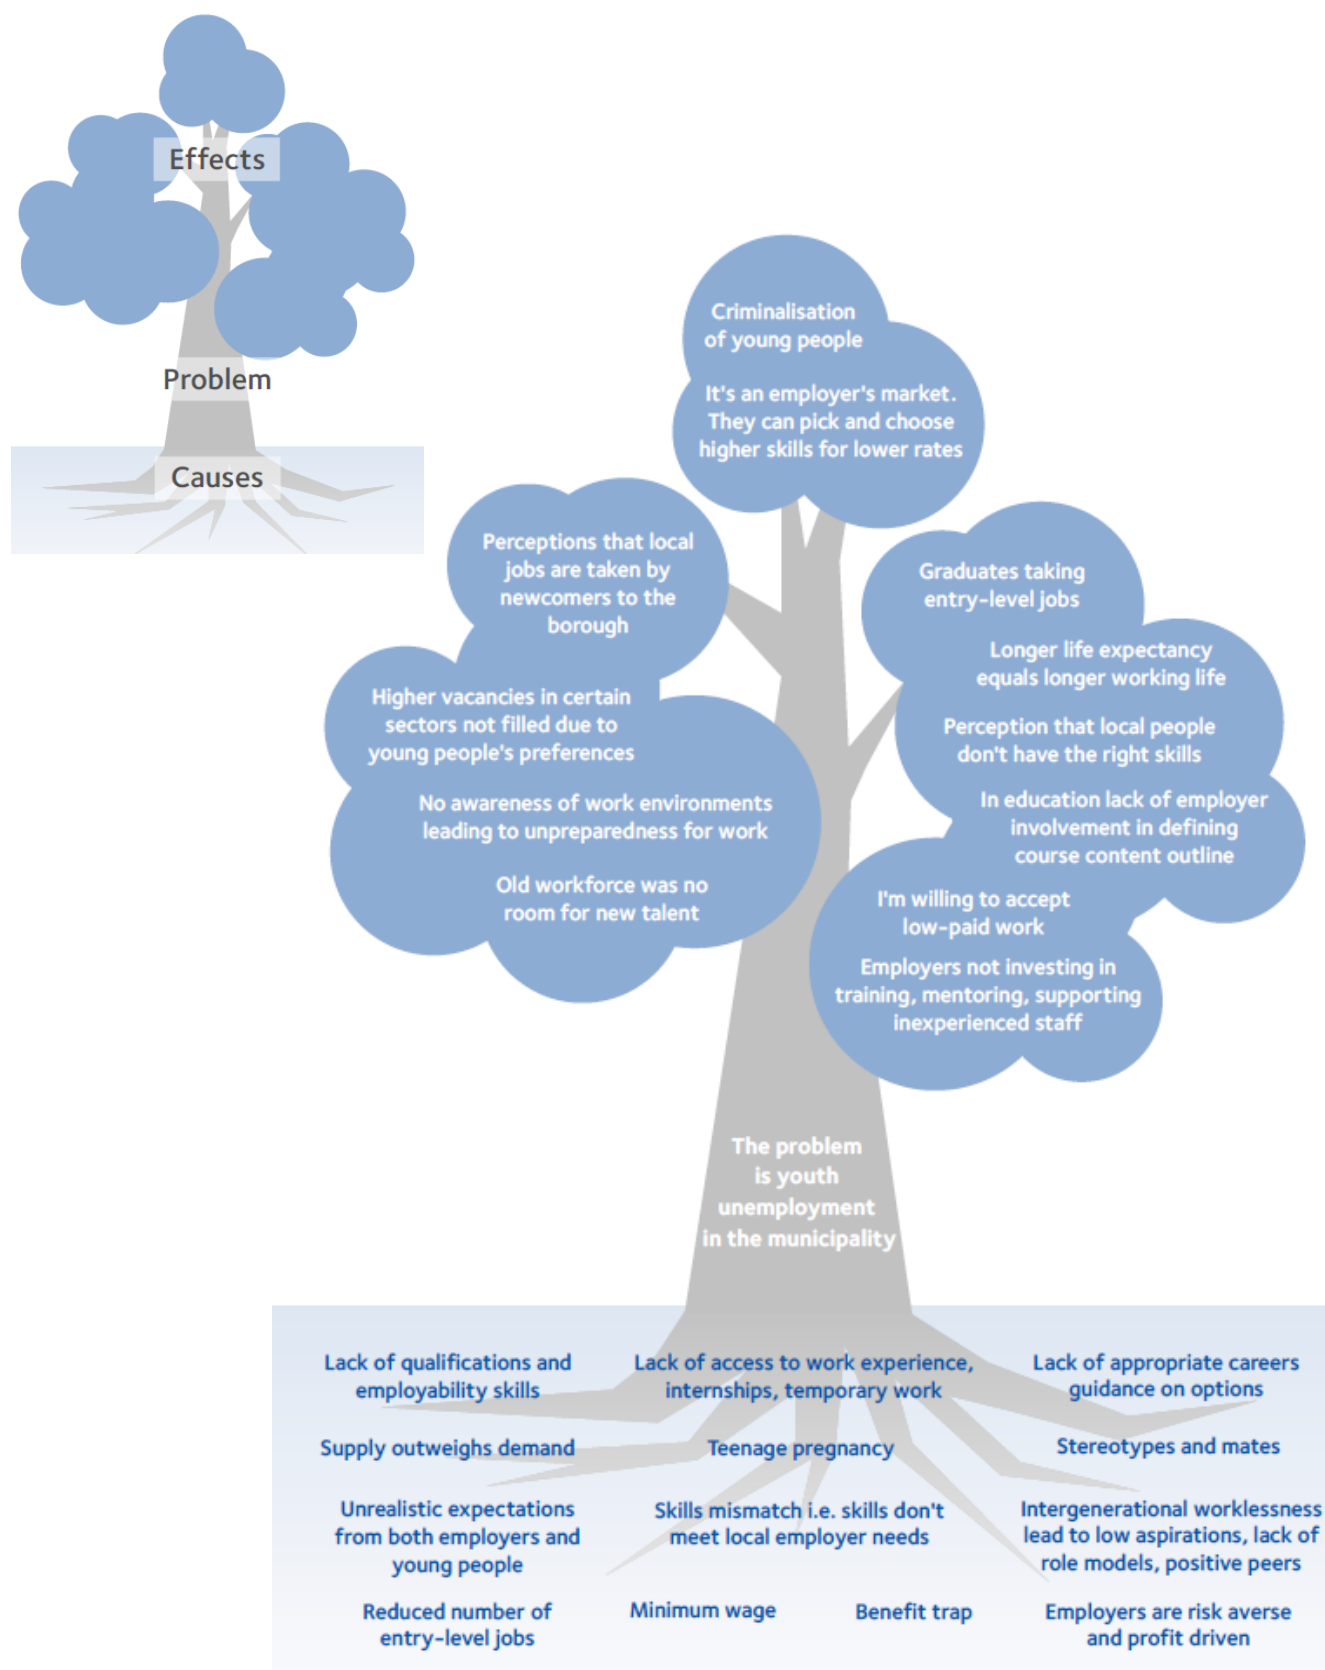 Effects
Problem
Causes
Criminalisation
of young people
It's an employer's market.
They can pick and choose
higher skills for lower rates
Perceptions that local
jobs are taken by
newcomers to the
borough
Higher vacancies in certain
sectors not filled due to
young people's preferences
No awareness of work environments
leading to unpreparedness for work
Old workforce was no
room for new talent
Graduates taking
entry-level jobs
Longer life expectancy
equals longer working life
Perception that local people
don't have the right skills
In education lack of employer
involvement in defining
course content outline
I'm willing to accept
low-paid work
Employers not investing in
training, mentoring, supporting
inexperienced staff
The problem
is youth
unemployment
in the municipality
Lack of qualifications and
employability skills
Lack of access to work experience,
internships, temporary work
Lack of appropriate careers
guidance on options
Supply outweighs demand
Teenage pregnancy
Stereotypes and mates
Unrealistic expectations
from both employers and
young people
Skills mismatch i.e. skills don't
meet local employer needs
Intergenerational worklessness
lead to low aspirations, lack of
role models, positive peers
Reduced number of
entry-level jobs
Minimum wage
Benefit trap
Employers are risk averse
and profit driven